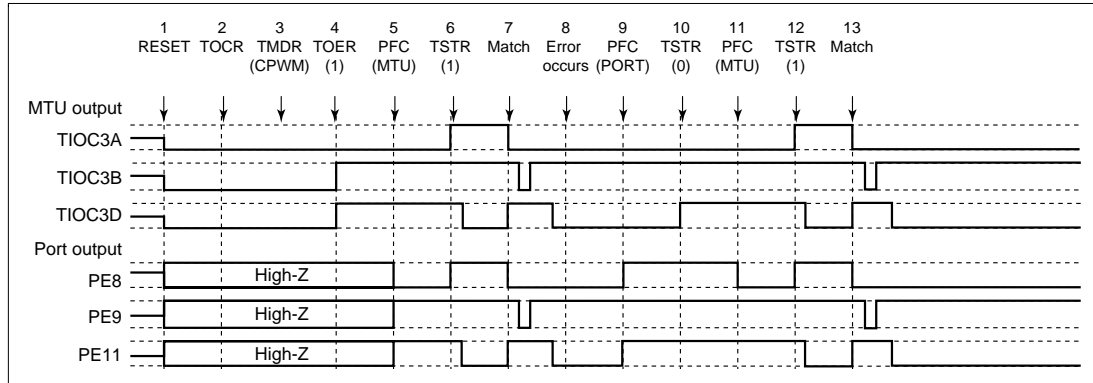 1 2 3 4 5 6 7 8 9 10 11 12 13
RESET TOCR TMDR TOER PFC TSTR Match Error PFC TSTR PFC TSTR Match
(CPWM) (1) (MTU) (1) occurs (PORT) (0) (MTU) (1)
MTU output
TIOC3A
TIOC3B
TIOC3D
Port output
PE8 High-Z
PE9 High-Z
PE11 High-Z